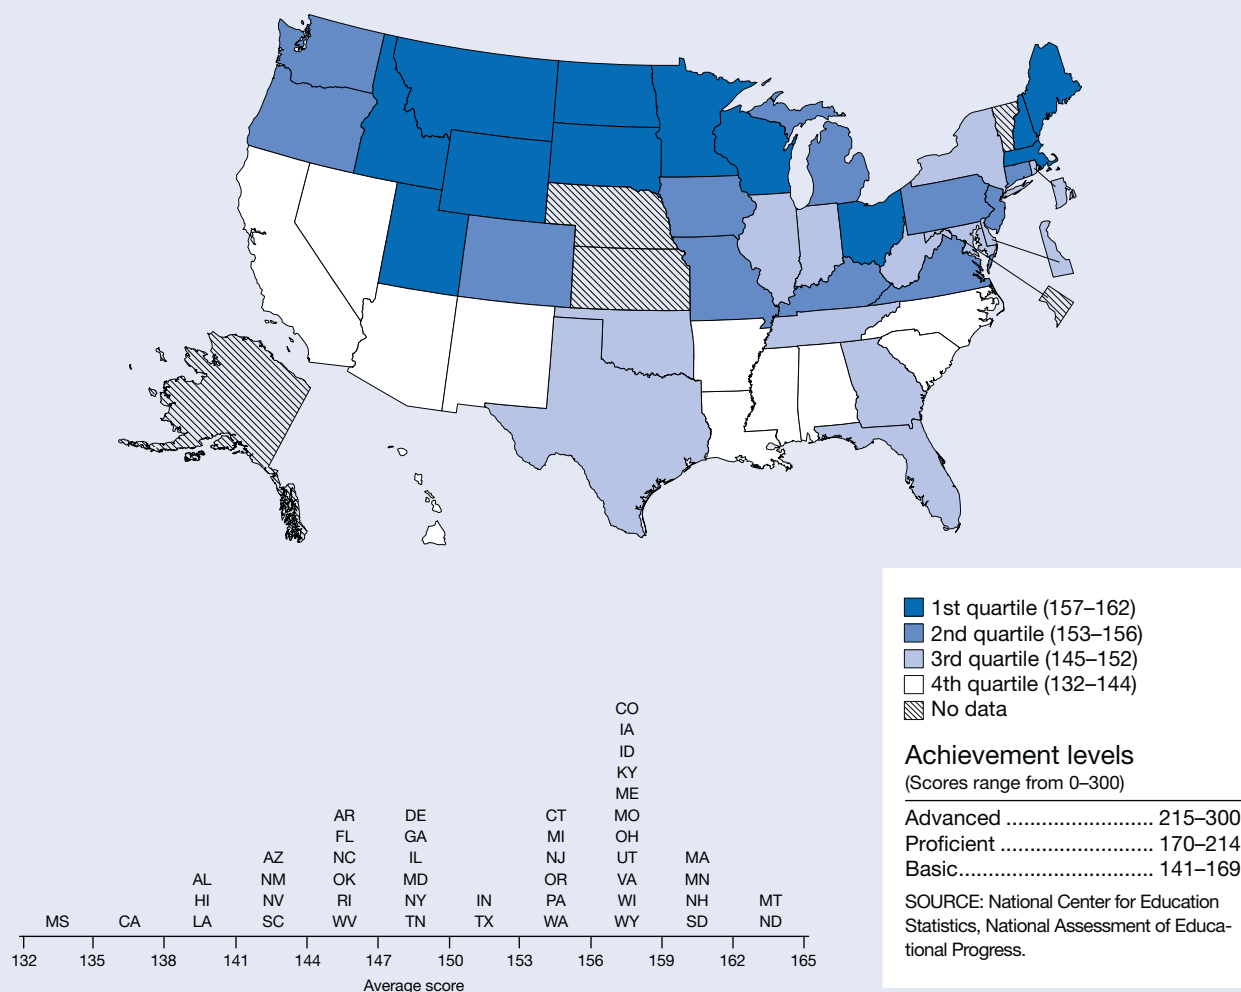 1st quartile (157–162)
2nd quartile (153–156)
3rd quartile (145–152)
4th quartile (132–144)
No data
Achievement levels
(Scores range from 0–300)
Advanced .......................... 215–300
Proficient ........................... 170–214
Basic.................................. 141–169
SOURCE: National Center for Education
Statistics, National Assessment of Educa-
tional Progress.
CO
IA
ID
KY
ME
AR DE CT MO
FL GA MI OH
AZ NC IL NJ UT MA
AL NM OK MD OR VA MN
HI NV RI NY IN PA WI NH MT
MS CA LA SC WV TN TX WA WY SD ND
132 135 138 141 144 147 150 153 156 159 162 165
Average score